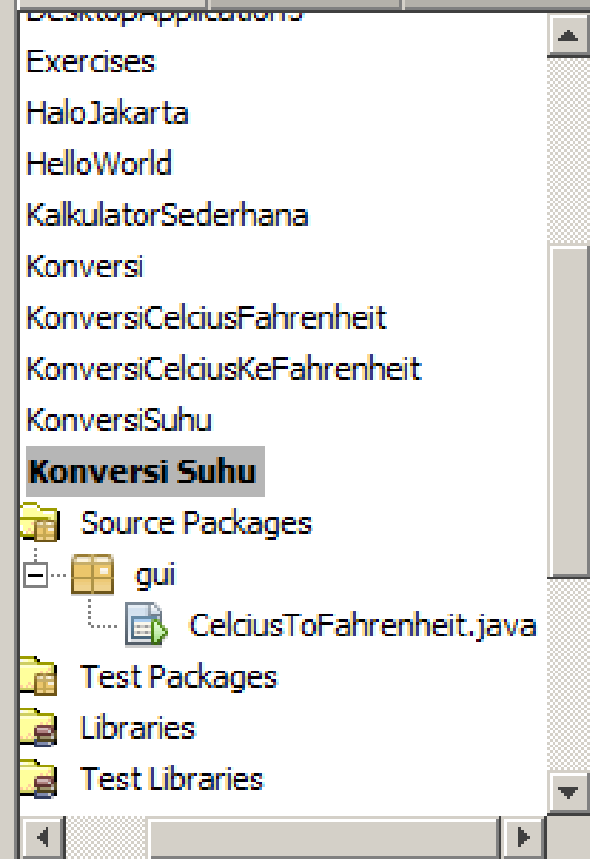 DesktopApplications
Exercises
HaloJakarta
HelloWorld
KalkulatorSederhana
Konversi
KonversiCelciusFahrenheit
KonversiCelciusKeFahrenheit
KonversiSuhu
Konversi Suhu
Source Packages
gui
CelciusToFahrenheit.java
Test Packages
Libraries
Test Libraries